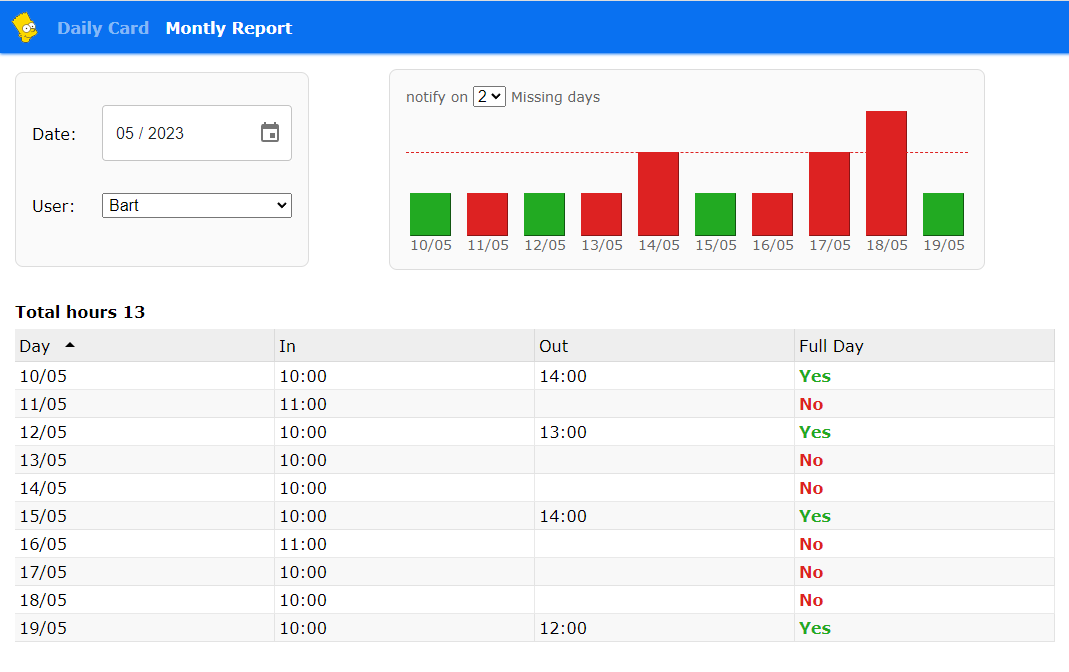 Daily Card Montly Report
Date: 05 / 2023
User: Bart
notify on 2 Missing days
10/05 11/05 12/05 13/05 14/05 15/05 16/05 17/05 18/05 19/05
Total hours 13
Day In Out Full Day
10/05 10:00 14:00 Yes
11/05 11:00 No
12/05 10:00 13:00 Yes
13/05 10:00 No
14/05 10:00 No
15/05 10:00 14:00 Yes
16/05 11:00 No
17/05 10:00 No
18/05 10:00 No
19/05 10:00 12:00 Yes